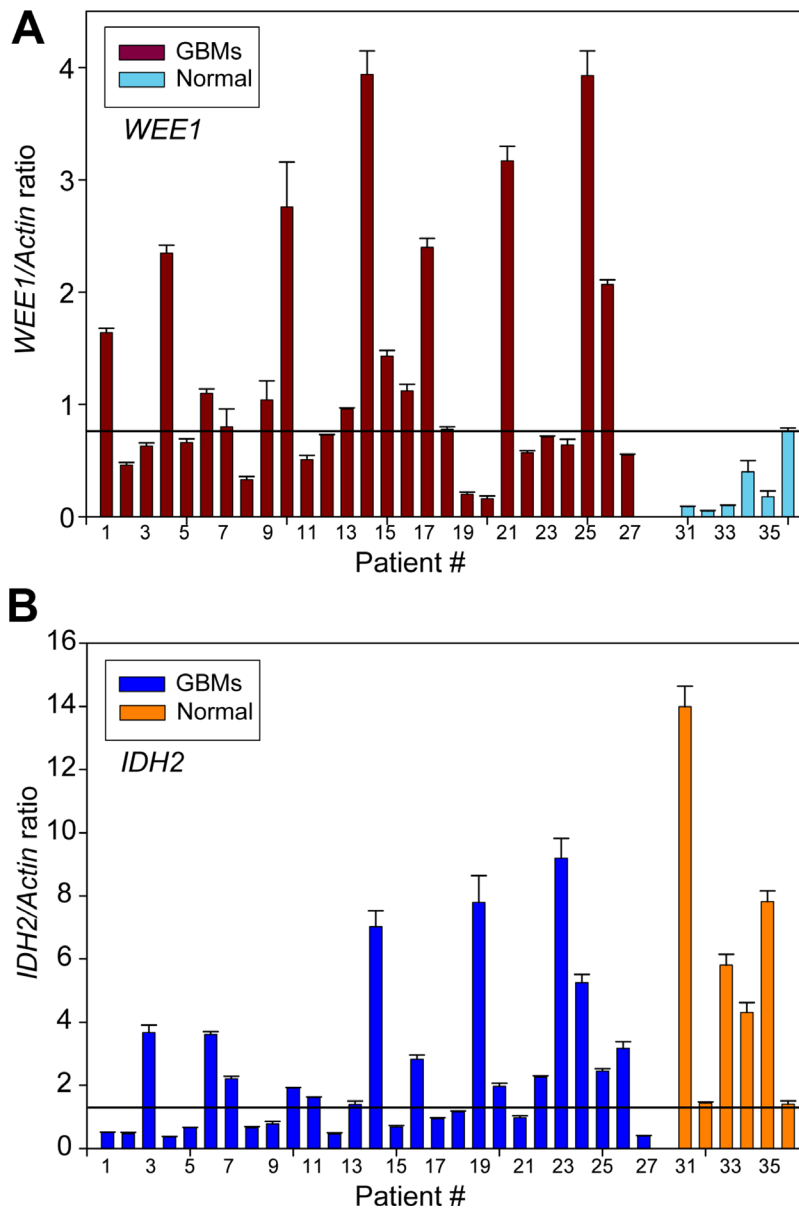 A
GBMs
Normal
WEE1
WEE1/Actin ratio
4
3
2
1
0
1 3 5 7 9 11 13 15 17 19 21 23 25 27 31 33 35
Patient #
B
GBMs
Normal
IDH2
IDH2/Actin ratio
16
14
12
10
8
6
4
2
0
1 3 5 7 9 11 13 15 17 19 21 23 25 27 31 33 35
Patient #